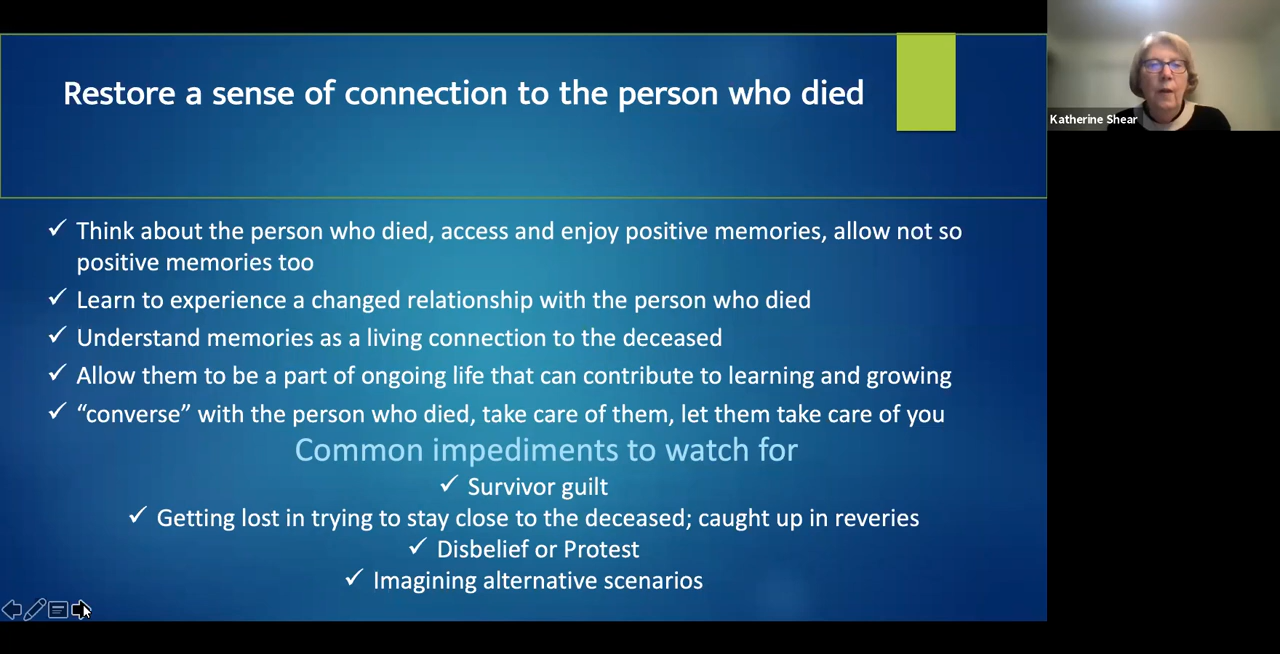 Restore a sense of connection to the person who died
Katherine Shear
✓ Think about the person who died, access and enjoy positive memories, allow not so
positive memories too
✓ Learn to experience a changed relationship with the person who died
✓ Understand memories as a living connection to the deceased
✓ Allow them to be a part of ongoing life that can contribute to learning and growing
✓ “converse” with the person who died, take care of them, let them take care of you
Common impediments to watch for
✓ Survivor guilt
✓ Getting lost in trying to stay close to the deceased; caught up in reveries
✓ Disbelief or Protest
✓ Imagining alternative scenarios